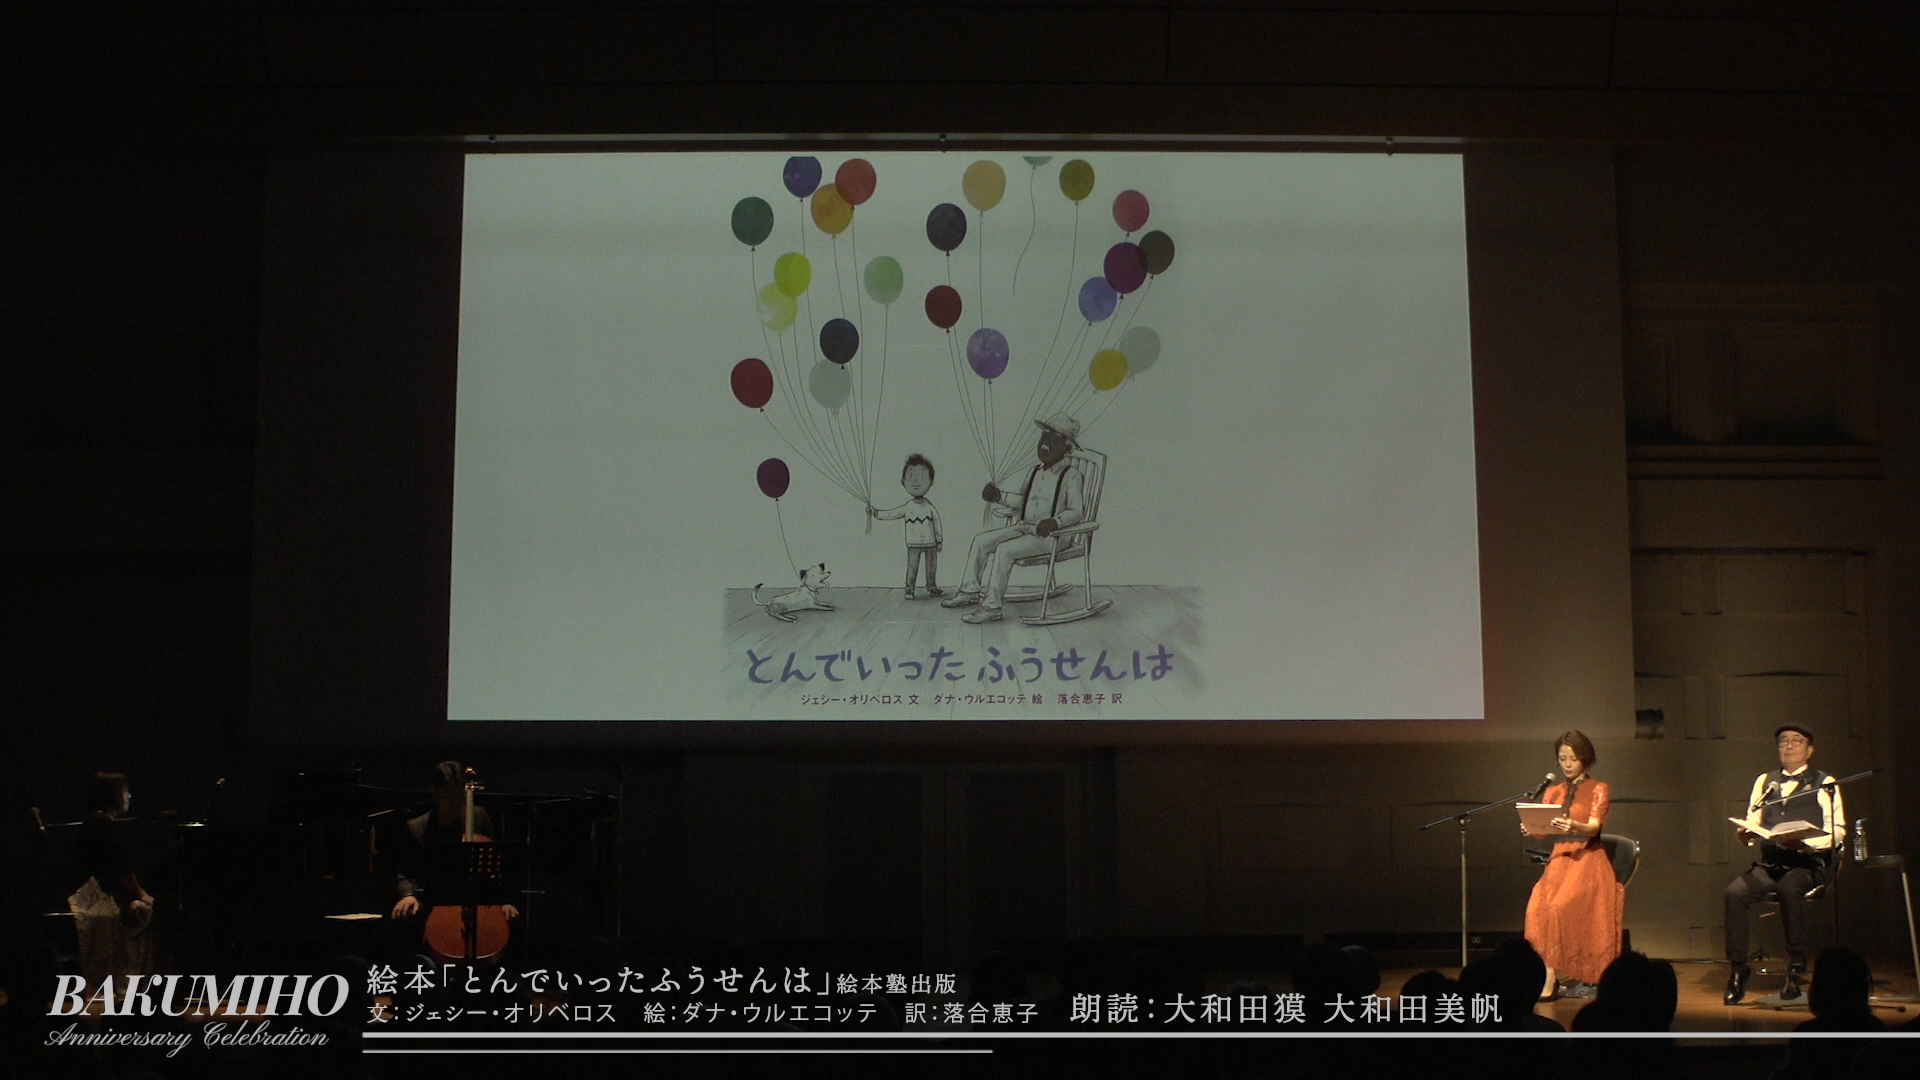 とんでいったふうせんは
ジェシー・オリベロス 文　ダナ・ウルエコッテ 絵　落合恵子 訳
BAKUMIHO
Anniversary Celebration
絵本「とんでいったふうせんは」絵本塾出版
文：ジェシー・オリベロス　絵：ダナ・ウルエコッテ　訳：落合恵子
朗読：大和田獏 大和田美帆